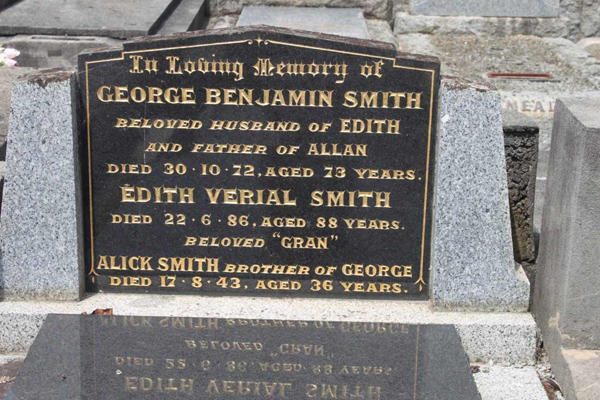 In Loving Memory of
GEORGE BENJAMIN SMITH
BELOVED HUSBAND OF EDITH
AND FATHER OF ALLAN
DIED 30·10·72, AGED 73 YEARS.
EDITH VERIAL SMITH
DIED 22·6·86, AGED 88 YEARS.
BELOVED "GRAN"
ALICK SMITH BROTHER OF GEORGE
DIED 17·8·43, AGED 36 YEARS.